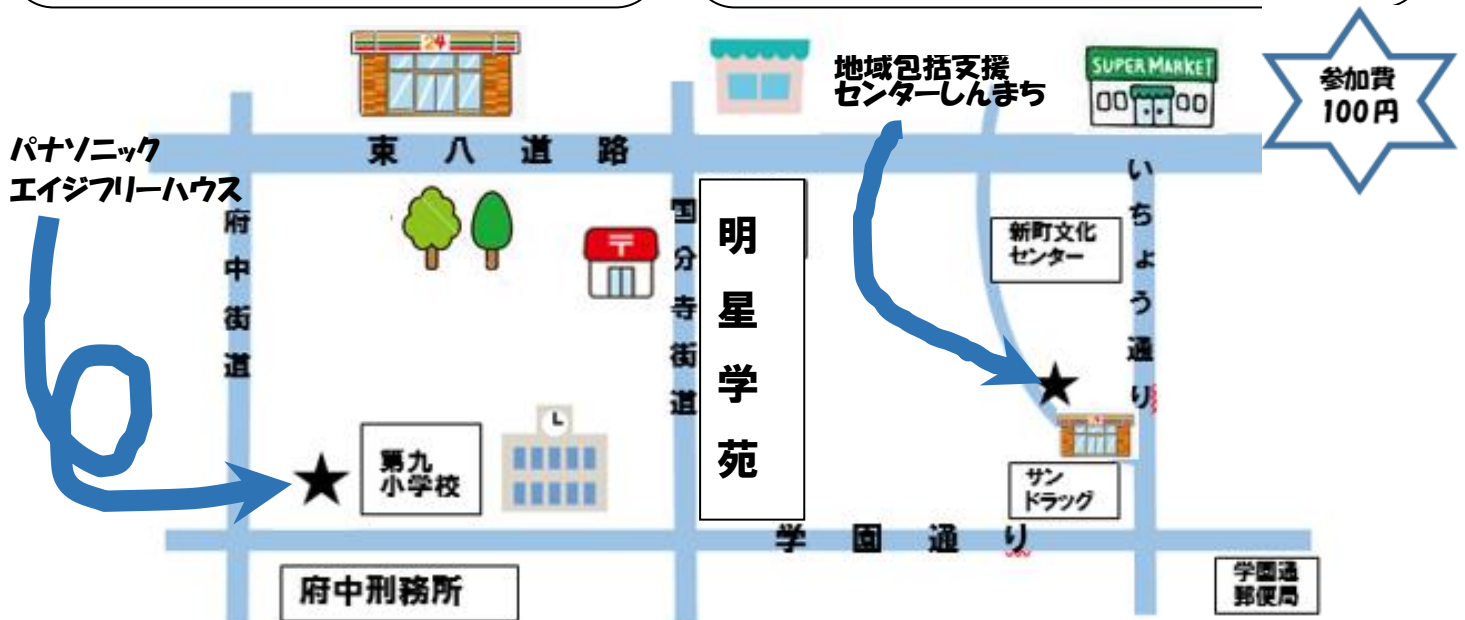 参加費
100円
24
地域包括支援
センターしんまち
SUPER MARKET
パナソニック
エイジフリーハウス
東八道路
府中街道
国分寺街道
いちょう通り
明星学苑
新町文化
センター
第九
小学校
サン
ドラッグ
学園通り
府中刑務所
学園通
郵便局